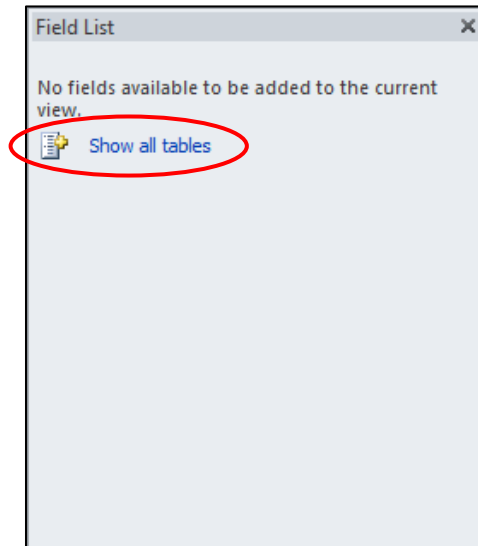 Field List
No fields available to be added to the current
view.
Show all tables